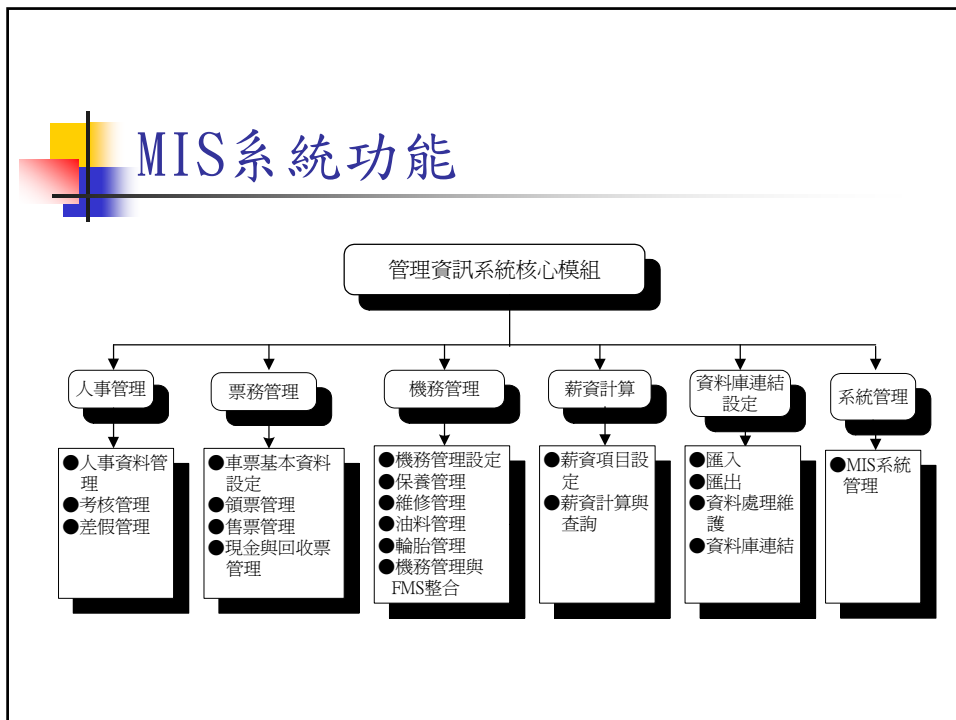 MIS系統功能
管理資訊系統核心模組
人事管理
票務管理
機務管理
薪資計算
資料庫連結
設定
系統管理
●人事資料管
理
●考核管理
●差假管理
●車票基本資料
設定
●領票管理
●售票管理
●現金與回收票
管理
●機務管理設定
●保養管理
●維修管理
●油料管理
●輪胎管理
●機務管理與
FMS整合
●薪資項目設
定
●薪資計算與
查詢
●匯入
●匯出
●資料處理維
護
●資料庫連結
●MIS系統
管理